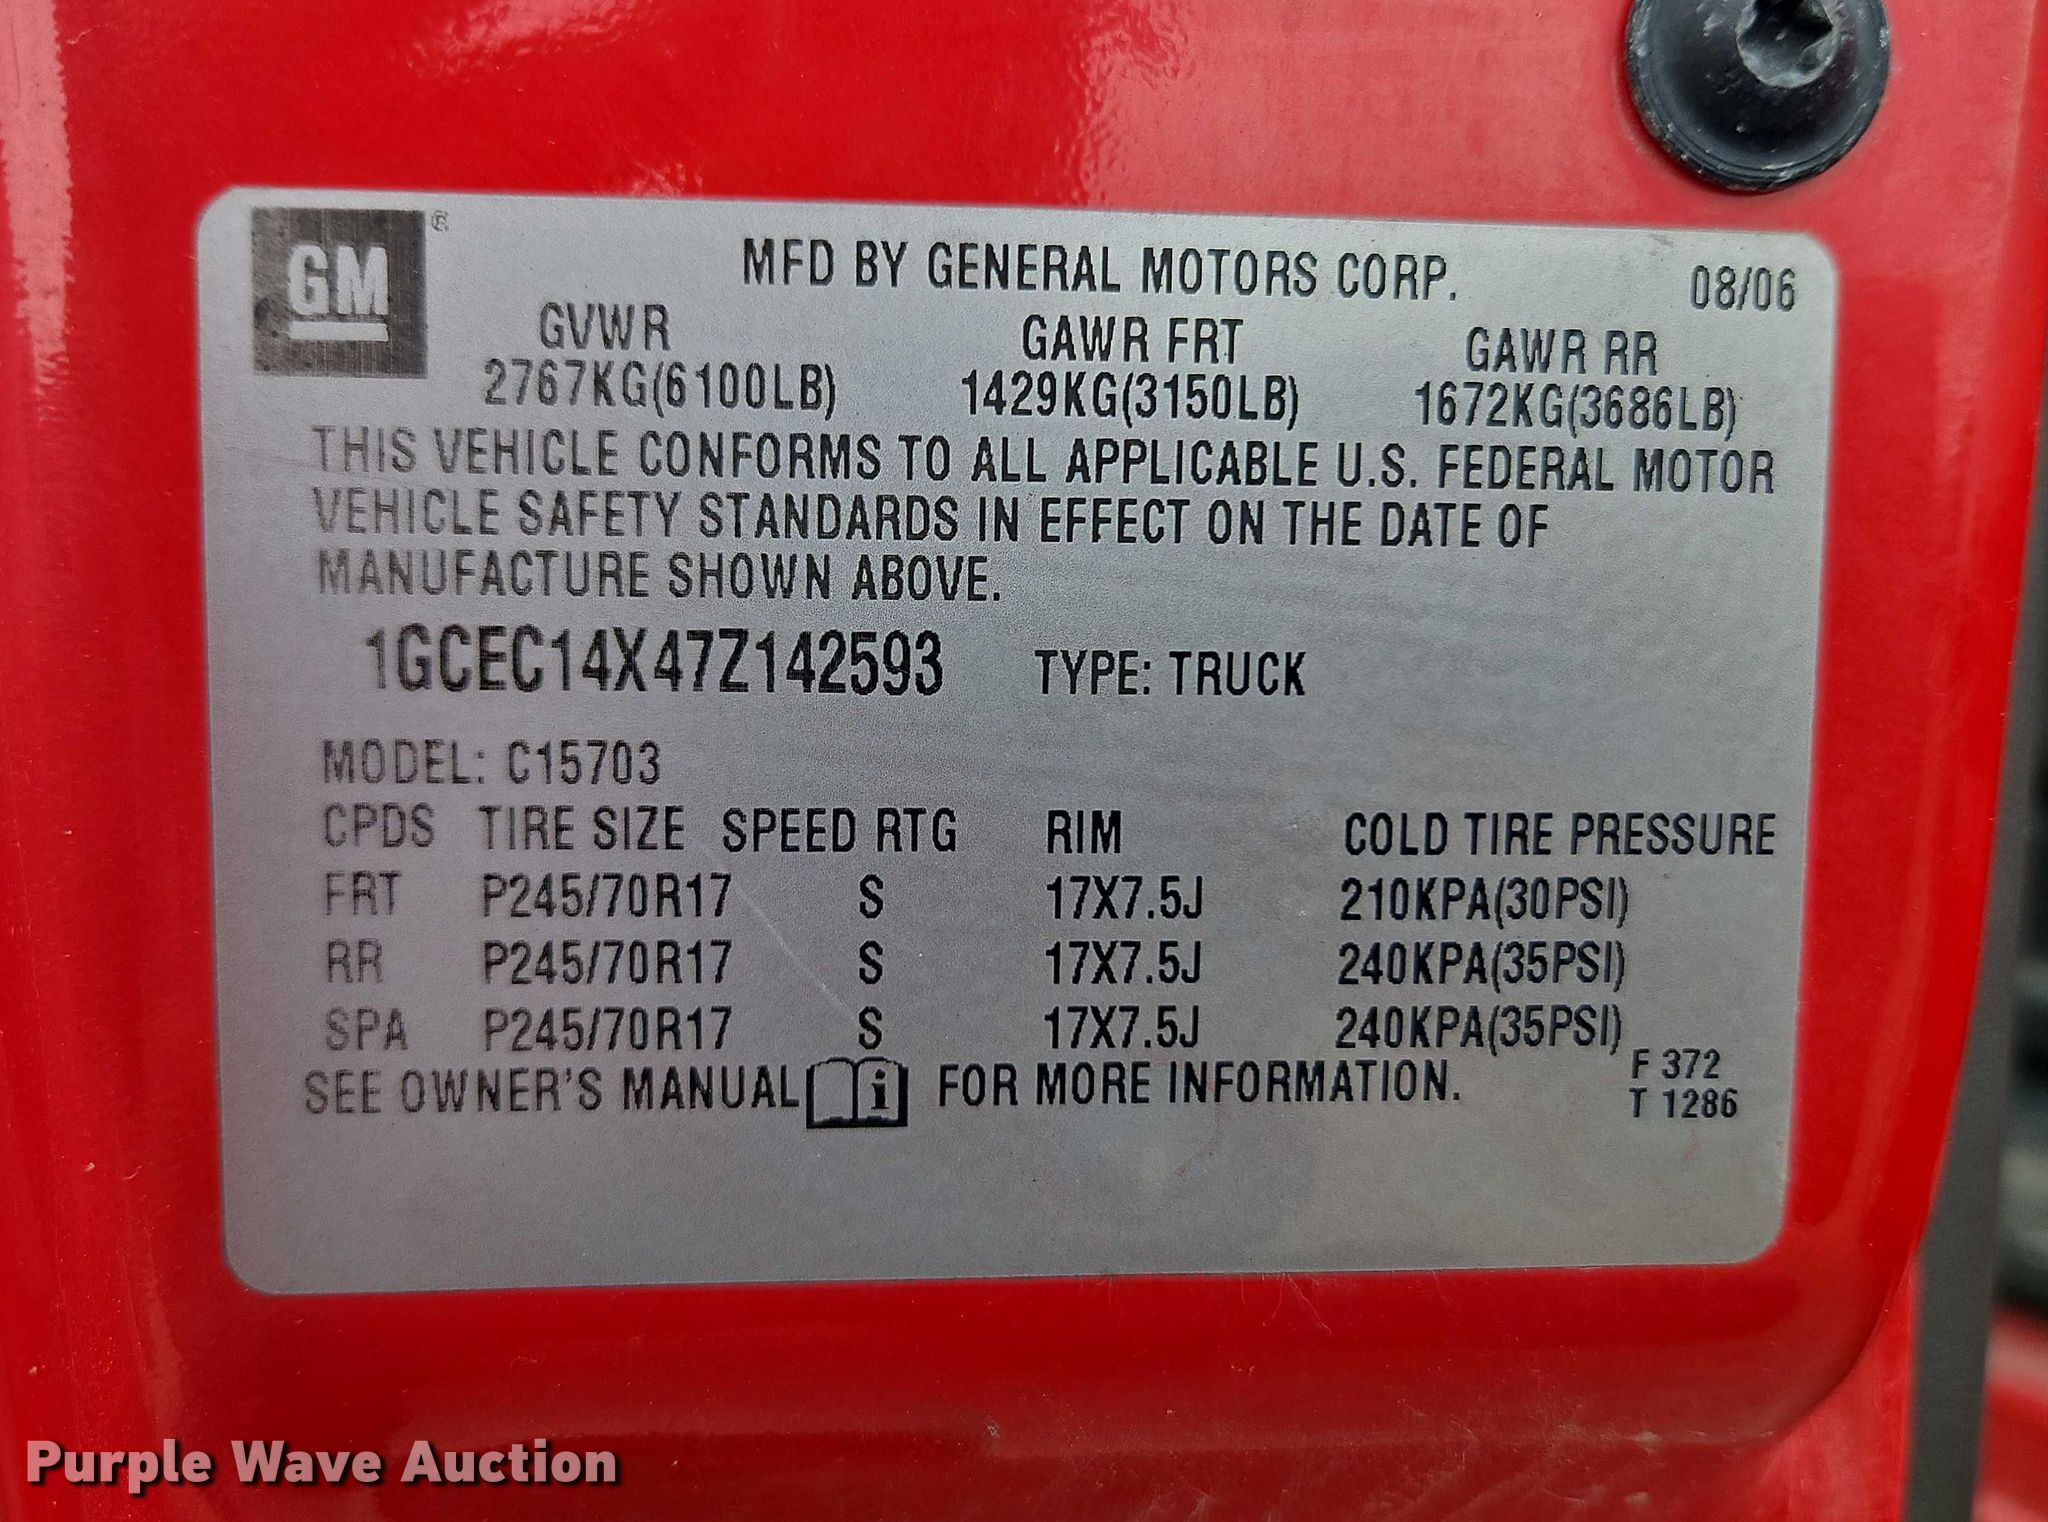 GM ®
MFD BY GENERAL MOTORS CORP. 08/06
GVWR GAWR FRT GAWR RR
2767KG(6100LB) 1429KG(3150LB) 1672KG(3686LB)
THIS VEHICLE CONFORMS TO ALL APPLICABLE U.S. FEDERAL MOTOR
VEHICLE SAFETY STANDARDS IN EFFECT ON THE DATE OF
MANUFACTURE SHOWN ABOVE.
1GCEC14X47Z142593 TYPE: TRUCK
MODEL: C15703
CPDS TIRE SIZE SPEED RTG RIM COLD TIRE PRESSURE
FRT P245/70R17 S 17X7.5J 210KPA(30PSI)
RR P245/70R17 S 17X7.5J 240KPA(35PSI)
SPA P245/70R17 S 17X7.5J 240KPA(35PSI)
SEE OWNER'S MANUAL i FOR MORE INFORMATION.
F 372
T 1286
Purple Wave Auction